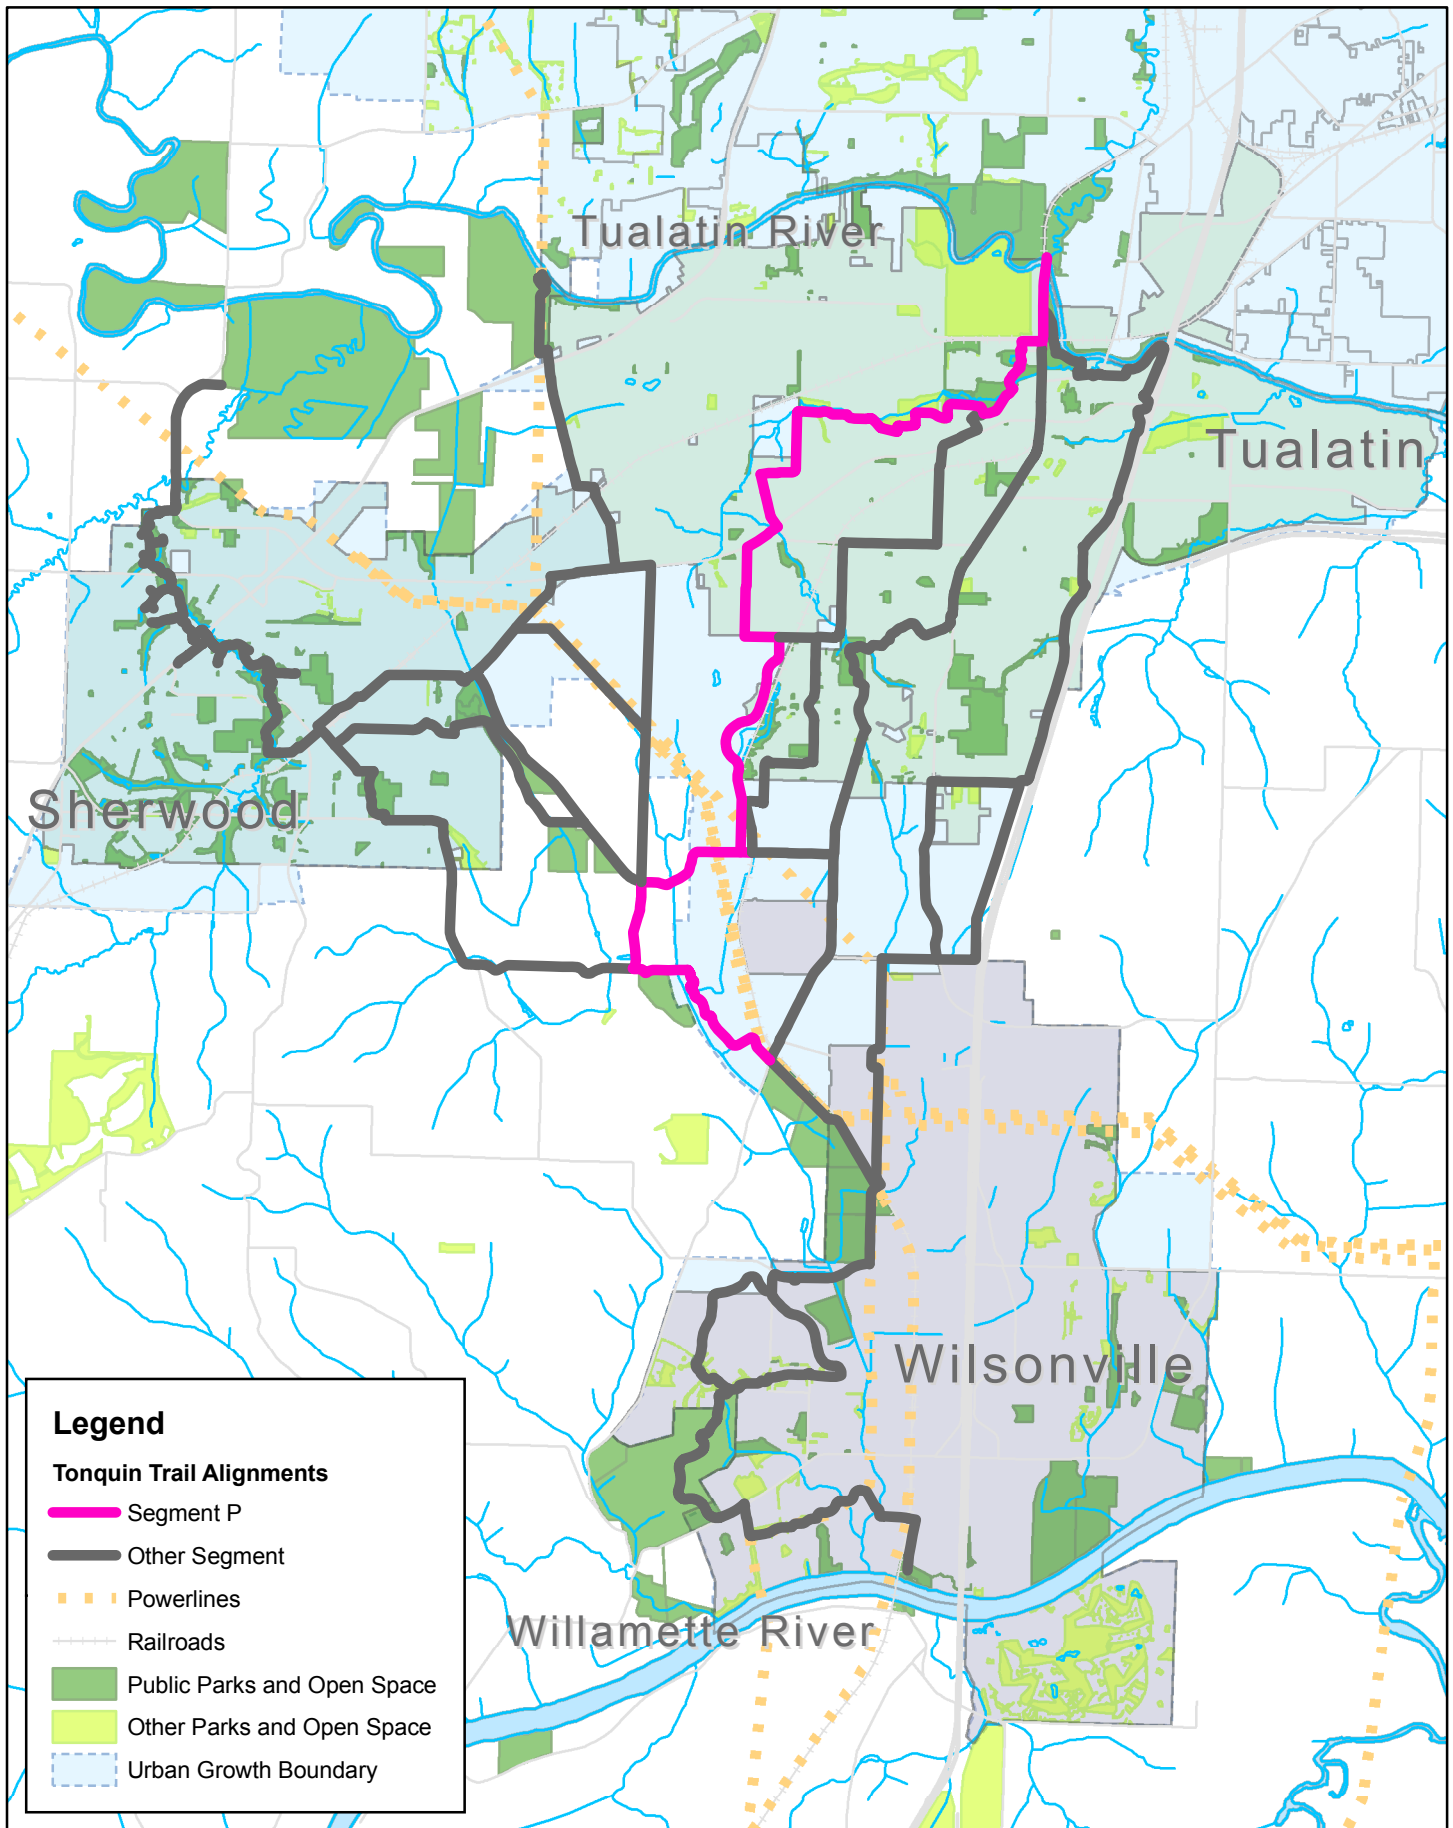 Tualatin River
Tualatin
Sherwood
Wilsonville
Willamette River
Legend
Tonquin Trail Alignments
Segment P
Other Segment
Powerlines
Railroads
Public Parks and Open Space
Other Parks and Open Space
Urban Growth Boundary